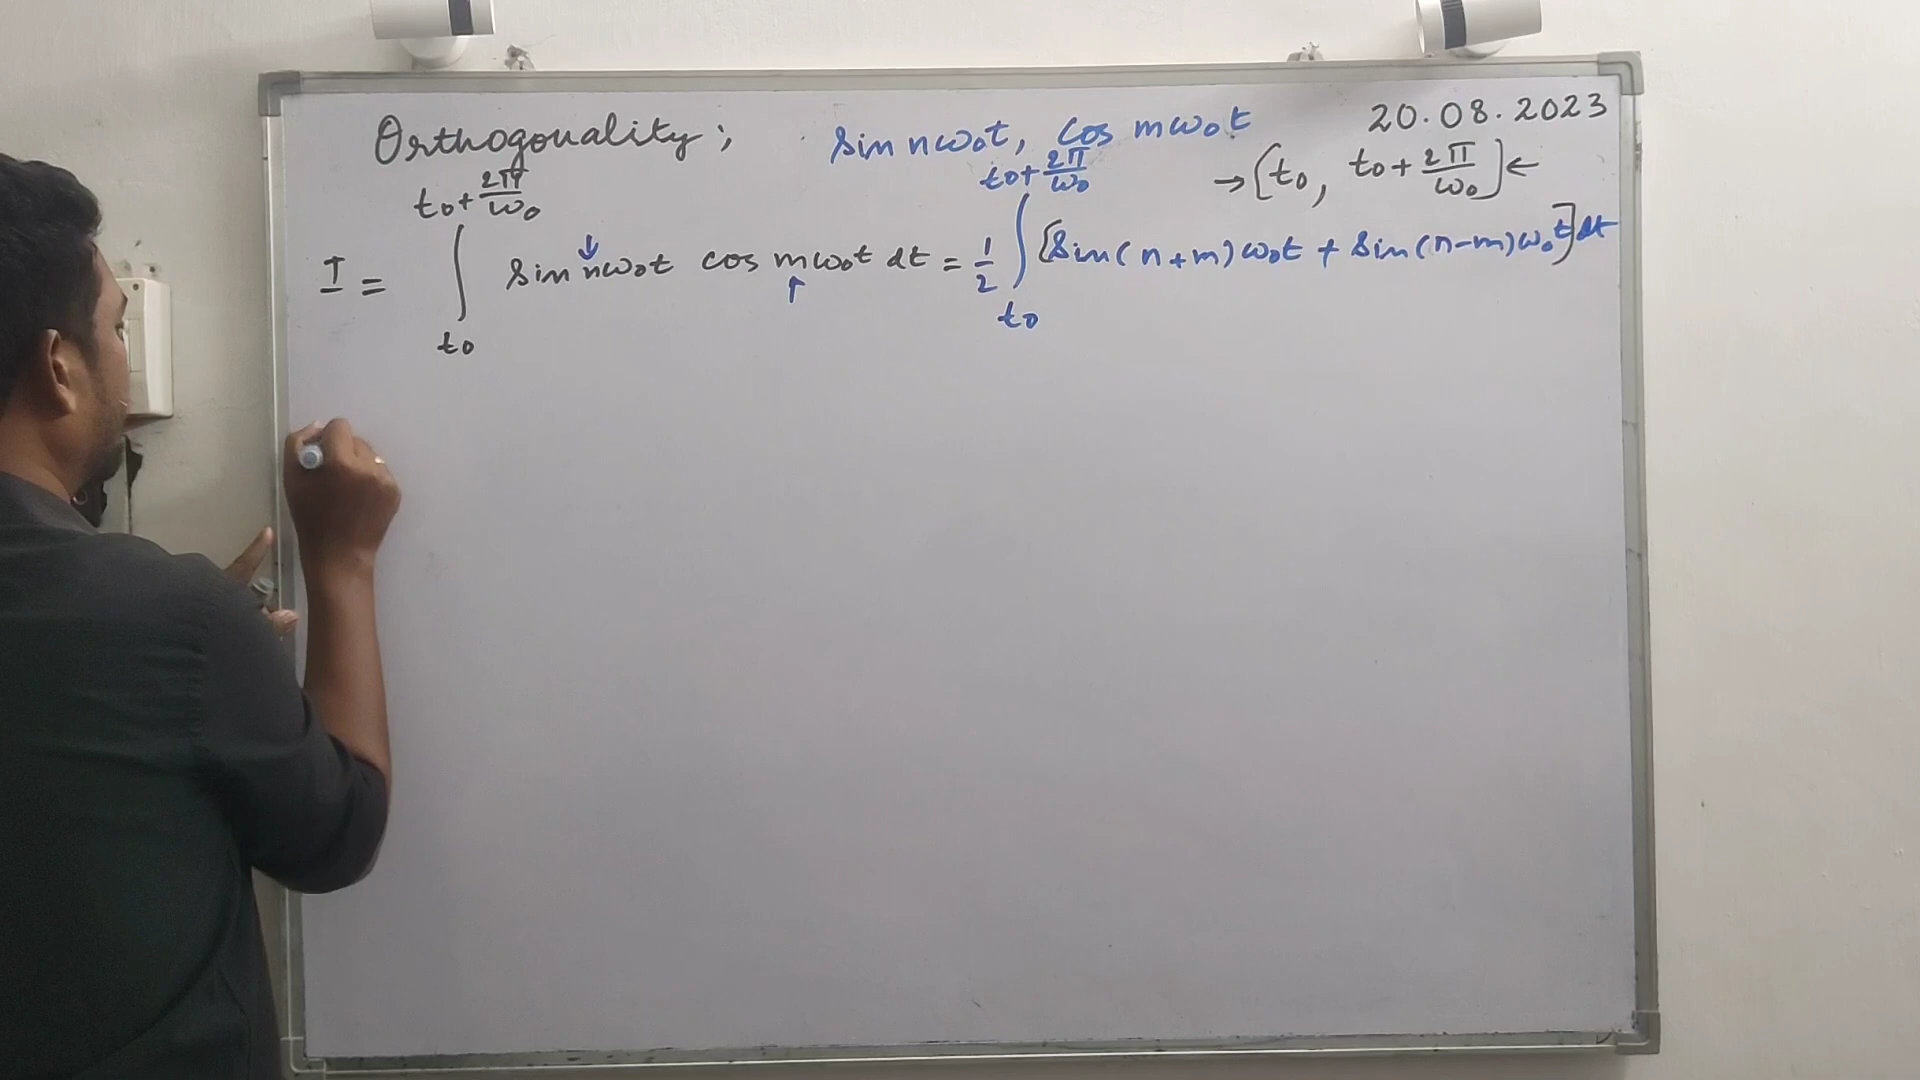 Orthogonality; sin nω₀t, cos mω₀t 20.08.2023
→ [t₀, t₀+2π/ω₀] ←
I = ∫_{t₀}^{t₀+2π/ω₀} sin nω₀t cos mω₀t dt = 1/2 ∫_{t₀}^{t₀+2π/ω₀} [sin(n+m)ω₀t + sin(n-m)ω₀t] dt